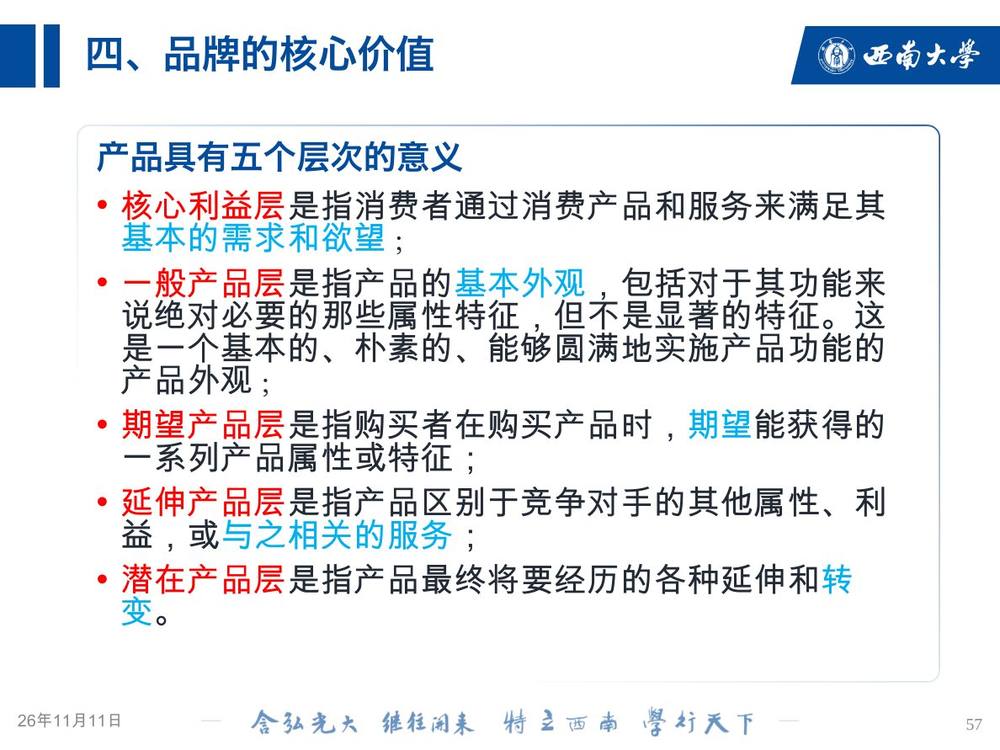 四、品牌的核心价值
西南大学
产品具有五个层次的意义
• 核心利益层是指消费者通过消费产品和服务来满足其
基本的需求和欲望；
• 一般产品层是指产品的基本外观，包括对于其功能来
说绝对必要的那些属性特征，但不是显著的特征。这
是一个基本的、朴素的、能够圆满地实施产品功能的
产品外观；
• 期望产品层是指购买者在购买产品时，期望能获得的
一系列产品属性或特征；
• 延伸产品层是指产品区别于竞争对手的其他属性、利
益，或与之相关的服务；
• 潜在产品层是指产品最终将要经历的各种延伸和转
变。
26年11月11日
含弘光大 继往开来 特立西南 學行天下
57